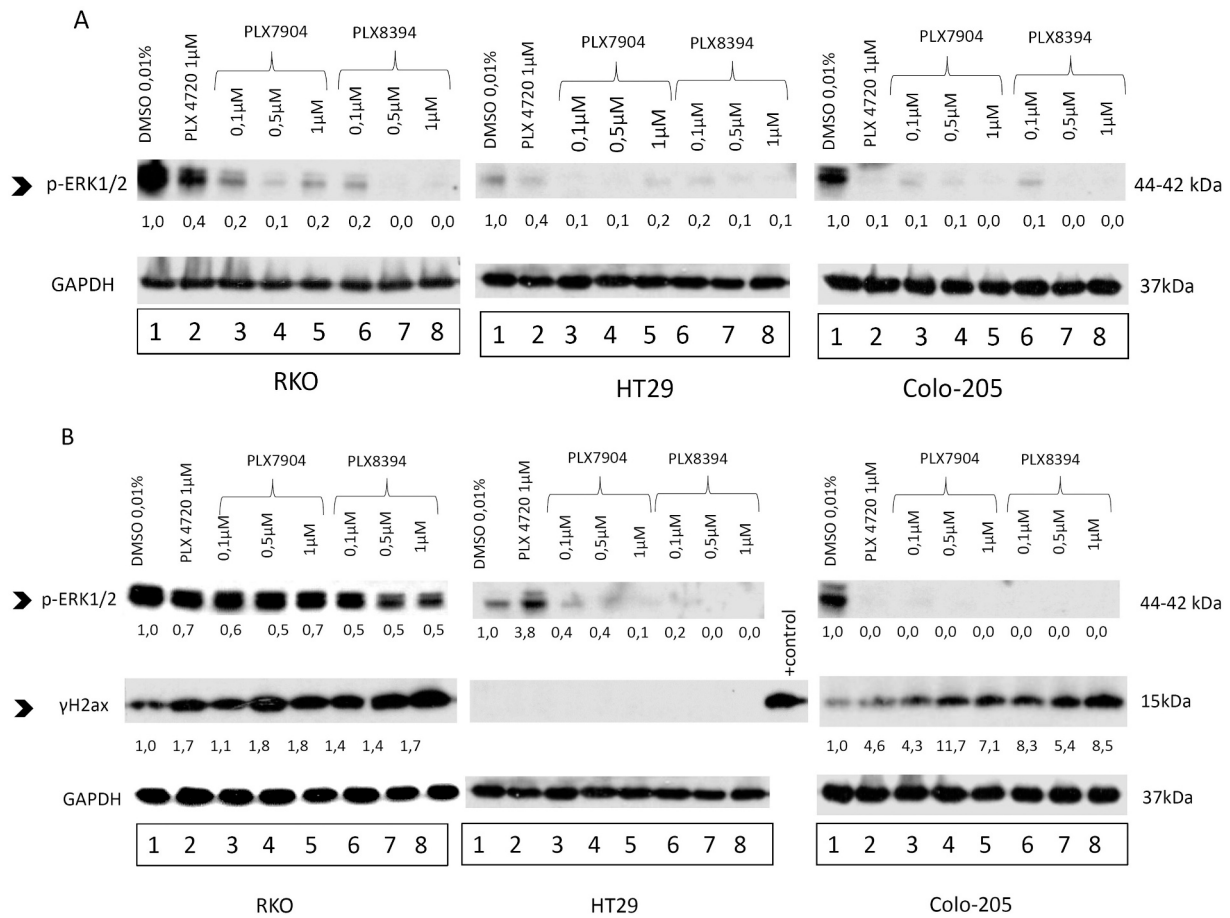 A
PLX7904 PLX8394 PLX7904 PLX8394 PLX7904 PLX8394
DMSO 0,01% PLX 4720 1µM 0,1µM 0,5µM 1µM 0,1µM 0,5µM 1µM DMSO 0,01% PLX 4720 1µM 0,1µM 0,5µM 1µM 0,1µM 0,5µM 1µM DMSO 0,01% PLX 4720 1µM 0,1µM 0,5µM 1µM 0,1µM 0,5µM 1µM
p-ERK1/2 44-42 kDa
1,0 0,4 0,2 0,1 0,2 0,2 0,0 0,0 1,0 0,4 0,1 0,1 0,2 0,2 0,1 0,1 1,0 0,1 0,1 0,1 0,0 0,1 0,0 0,0
GAPDH 37kDa
1 2 3 4 5 6 7 8 1 2 3 4 5 6 7 8 1 2 3 4 5 6 7 8
RKO HT29 Colo-205
B
PLX7904 PLX8394 PLX7904 PLX8394 PLX7904 PLX8394
DMSO 0,01% PLX 4720 1µM 0,1µM 0,5µM 1µM 0,1µM 0,5µM 1µM DMSO 0,01% PLX 4720 1µM 0,1µM 0,5µM 1µM 0,1µM 0,5µM 1µM DMSO 0,01% PLX 4720 1µM 0,1µM 0,5µM 1µM 0,1µM 0,5µM 1µM
p-ERK1/2 44-42 kDa
1,0 0,7 0,6 0,5 0,7 0,5 0,5 0,5 1,0 3,8 0,4 0,4 0,1 0,2 0,0 0,0 1,0 0,0 0,0 0,0 0,0 0,0 0,0 0,0
+control
γH2ax 15kDa
1,0 1,7 1,1 1,8 1,8 1,4 1,4 1,7 1,0 4,6 4,3 11,7 7,1 8,3 5,4 8,5
GAPDH 37kDa
1 2 3 4 5 6 7 8 1 2 3 4 5 6 7 8 1 2 3 4 5 6 7 8
RKO HT29 Colo-205